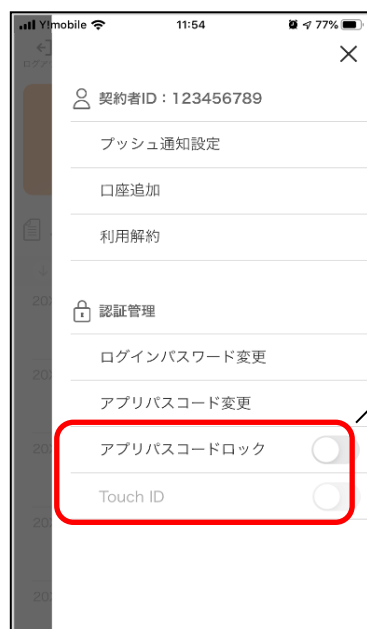 Y!mobile 11:54 77%
契約者ID：123456789
プッシュ通知設定
口座追加
利用解約
認証管理
ログインパスワード変更
アプリパスコード変更
アプリパスコードロック
Touch ID